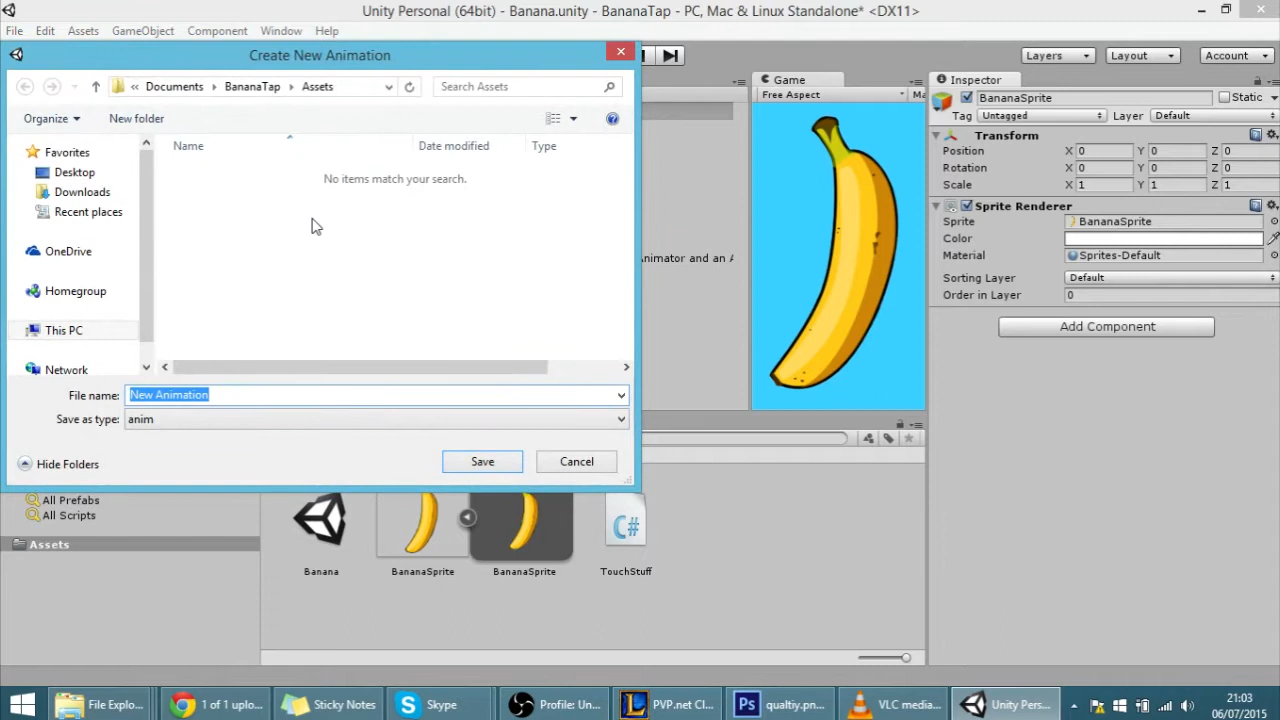 Unity Personal (64bit) - Banana.unity - BananaTap - PC, Mac & Linux Standalone* <DX11>
File Edit Assets GameObject Component Window Help
Create New Animation
Layers Layout Account
Documents BananaTap Assets
Search Assets
Organize New folder
Name Date modified Type
No items match your search.
Favorites
Desktop
Downloads
Recent places
OneDrive
Homegroup
This PC
Network
File name: New Animation
Save as type: anim
Hide Folders
Save Cancel
nimator and an A
Game
Free Aspect Ma
Inspector
BananaSprite Static
Tag Untagged Layer Default
Transform
Position X 0 Y 0 Z 0
Rotation X 0 Y 0 Z 0
Scale X 1 Y 1 Z 1
Sprite Renderer
Sprite BananaSprite
Color
Material Sprites-Default
Sorting Layer Default
Order in Layer 0
Add Component
All Prefabs
All Scripts
Assets
C#
Banana BananaSprite BananaSprite TouchStuff
File Explo... 1 of 1 uplo... Sticky Notes Skype Profile: Un... PVP.net Cl... Ps qualtiy.pn... VLC media... Unity Pers...
21:03
06/07/2015